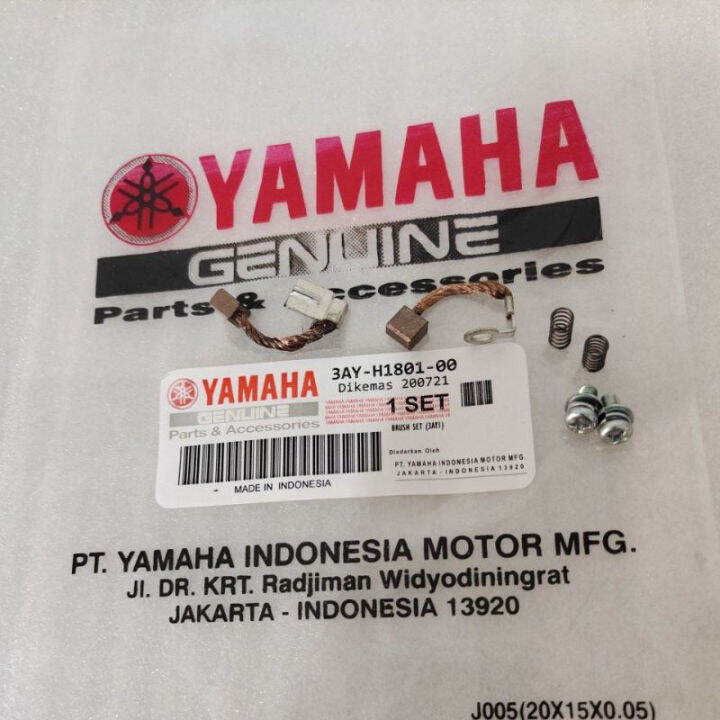 YAMAHA
GENUINE
Parts & Accessories
YAMAHA
GENUINE
Parts & Accessories
3AY-H1801-00
Dikemas 200721
1 SET
BRUSH SET (3AY1)
Diedarkan Oleh
PT. YAMAHA INDONESIA MOTOR MFG.
JAKARTA - INDONESIA 13920
- MADE IN INDONESIA
PT. YAMAHA INDONESIA MOTOR MFG.
Jl. DR. KRT. Radjiman Widyodiningrat
JAKARTA - INDONESIA 13920
J005(20X15X0.05)